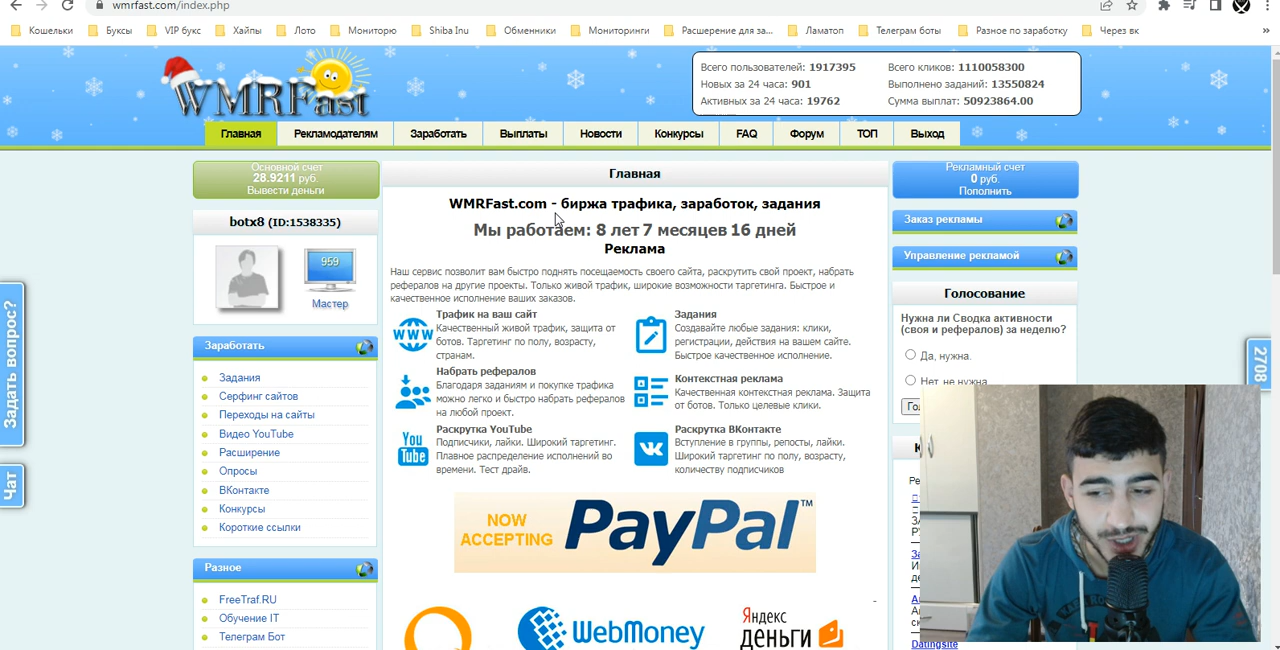 wmrfast.com/index.php
Кошельки Буксы VIP букс Хайпы Лото Мониторю Shiba Inu Обменники Мониторинги Расширение для за... Ламатоп Телеграм боты Разное по заработку Через вк »
WMRFast
Всего пользователей: 1917395 Всего кликов: 1110058300
Новых за 24 часа: 901 Выполнено заданий: 13550824
Активных за 24 часа: 19762 Сумма выплат: 50923864.00
Главная Рекламодателям Заработать Выплаты Новости Конкурсы FAQ Форум ТОП Выход
Основной счет
28.9211 руб.
Вывести деньги
botx8 (ID:1538335)
959
Мастер
Заработать
Задания
Серфинг сайтов
Переходы на сайты
Видео YouTube
Расширение
Опросы
ВКонтакте
Конкурсы
Короткие ссылки
Разное
FreeTraf.RU
Обучение IT
Телеграм Бот
Задать вопрос?
Чат
Главная
WMRFast.com - биржа трафика, заработок, задания
Мы работаем: 8 лет 7 месяцев 16 дней
Реклама
Наш сервис позволит вам быстро поднять посещаемость своего сайта, раскрутить свой проект, набрать
рефералов на другие проекты. Только живой трафик, широкие возможности таргетинга. Быстрое и
качественное исполнение ваших заказов.
WWW
Трафик на ваш сайт
Качественный живой трафик, защита от
ботов. Таргетинг по полу, возрасту,
странам.
Задания
Создавайте любые задания: клики,
регистрации, действия на вашем сайте.
Быстрое качественное исполнение.
Набрать рефералов
Благодаря заданиям и покупке трафика
можно легко и быстро набрать рефералов
на любой проект.
Контекстная реклама
Качественная контекстная реклама. Защита
от ботов. Только целевые клики.
You Tube
Раскрутка YouTube
Подписчики, лайки. Широкий таргетинг.
Плавное распределение исполнений во
времени. Тест драйв.
Раскрутка ВКонтакте
Вступление в группы, репосты, лайки.
Широкий таргетинг по полу, возрасту,
количеству подписчиков
NOW
ACCEPTING
PayPal™
WebMoney
Яндекс
деньги
Рекламный счет
0 руб.
Пополнить
Заказ рекламы
Управление рекламой
Голосование
Нужна ли Сводка активности
(своя и рефералов) за неделю?
Да, нужна.
Нет, не нужна
2708
Datingsite